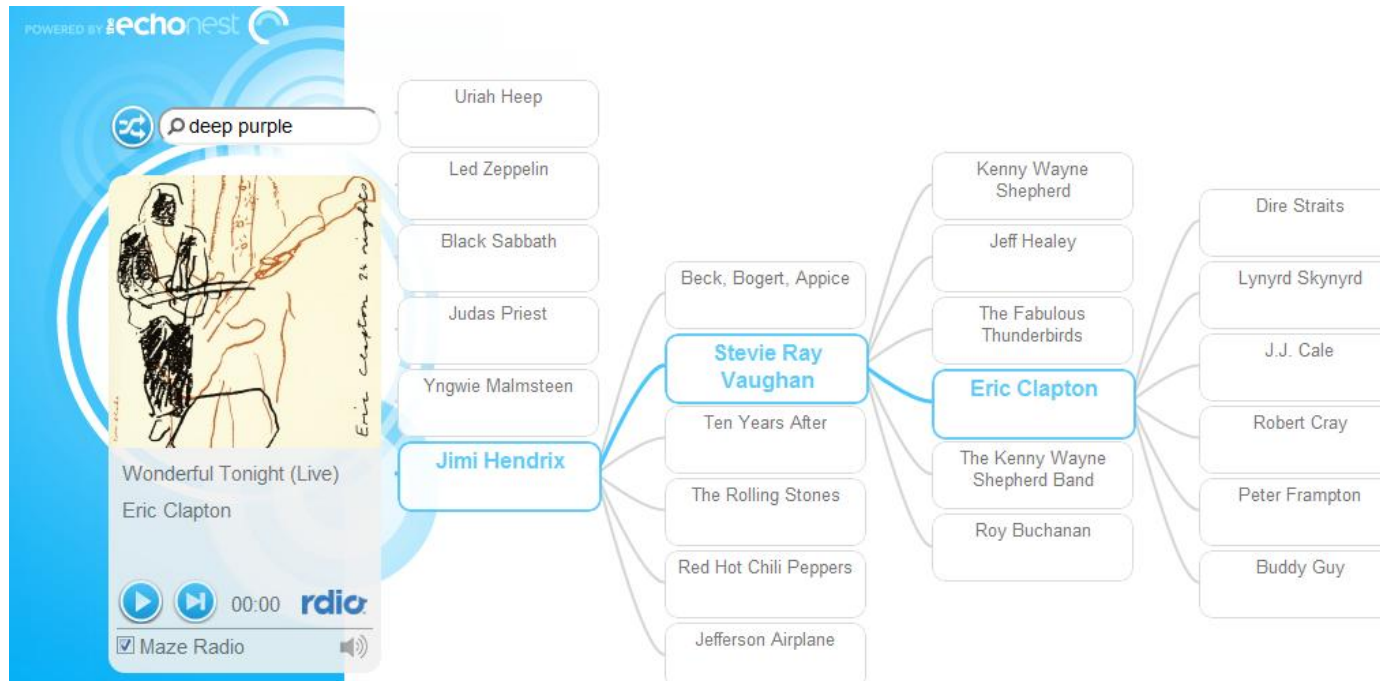 POWERED BY the echonest
deep purple
Eric Clapton 24 nights
Wonderful Tonight (Live)
Eric Clapton
00:00
rdio
Maze Radio
Uriah Heep
Led Zeppelin
Black Sabbath
Judas Priest
Yngwie Malmsteen
Jimi Hendrix
Beck, Bogert, Appice
Stevie Ray
Vaughan
Ten Years After
The Rolling Stones
Red Hot Chili Peppers
Jefferson Airplane
Kenny Wayne
Shepherd
Jeff Healey
The Fabulous
Thunderbirds
Eric Clapton
The Kenny Wayne
Shepherd Band
Roy Buchanan
Dire Straits
Lynyrd Skynyrd
J.J. Cale
Robert Cray
Peter Frampton
Buddy Guy